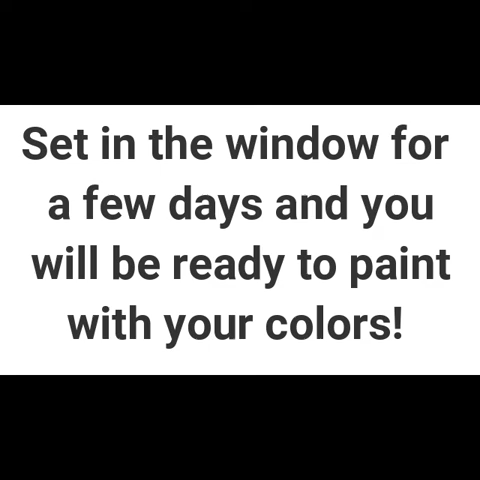 Set in the window for
a few days and you
will be ready to paint
with your colors!